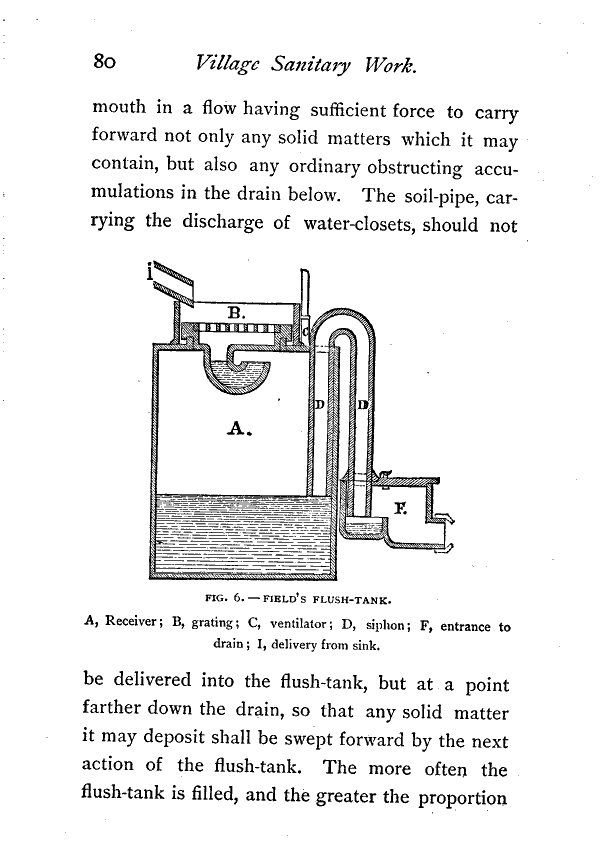 80 Village Sanitary Work.
mouth in a flow having sufficient force to carry
forward not only any solid matters which it may
contain, but also any ordinary obstructing accu-
mulations in the drain below. The soil-pipe, car-
rying the discharge of water-closets, should not
i
B.
C
D
D
A.
F.
FIG. 6. — FIELD'S FLUSH-TANK.
A, Receiver; B, grating; C, ventilator; D, siphon; F, entrance to
drain; I, delivery from sink.
be delivered into the flush-tank, but at a point
farther down the drain, so that any solid matter
it may deposit shall be swept forward by the next
action of the flush-tank. The more often the
flush-tank is filled, and the greater the proportion